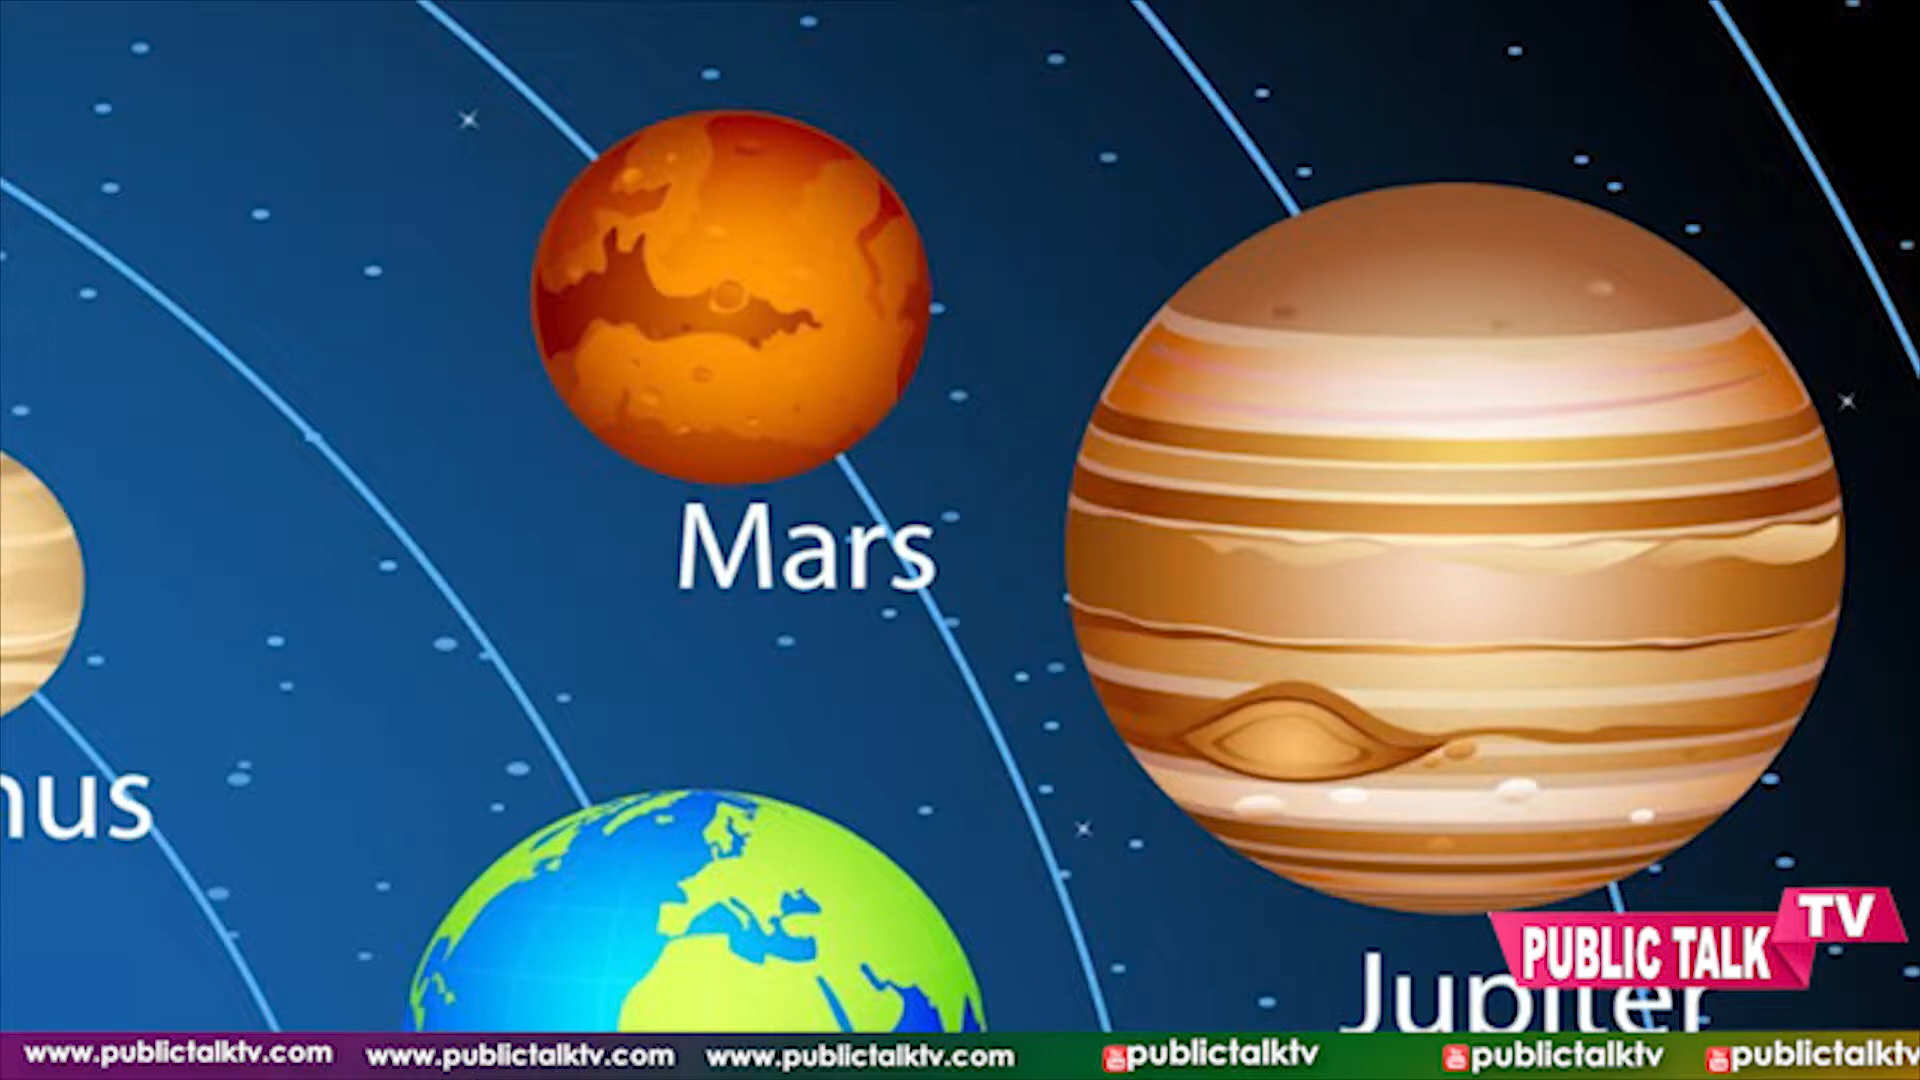 Mars
nus
TV
PUBLIC TALK
Jupiter
www.publictalktv.com www.publictalktv.com www.publictalktv.com publictalktv publictalktv publictalktv